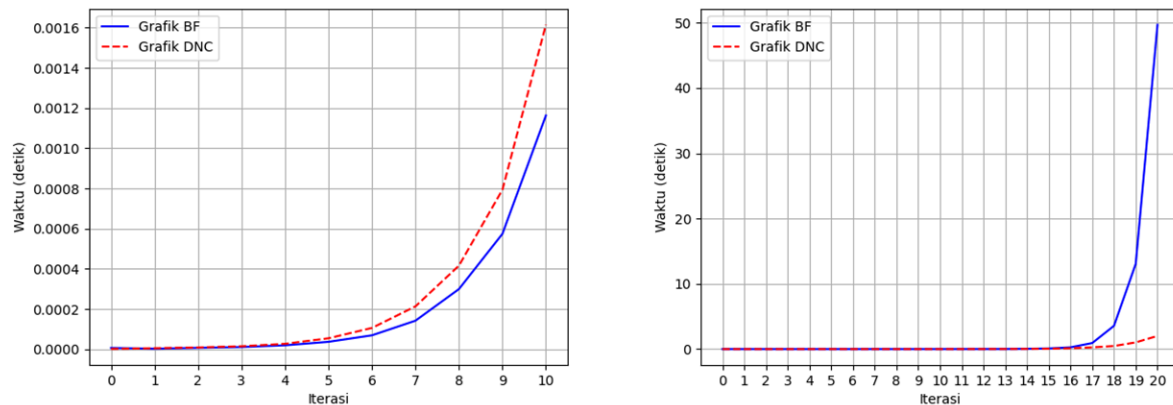 Grafik BF
Grafik DNC
0.0016
0.0014
0.0012
0.0010
0.0008
0.0006
0.0004
0.0002
0.0000
Waktu (detik)
0 1 2 3 4 5 6 7 8 9 10
Iterasi
Grafik BF
Grafik DNC
50
40
30
20
10
0
Waktu (detik)
0 1 2 3 4 5 6 7 8 9 10 11 12 13 14 15 16 17 18 19 20
Iterasi